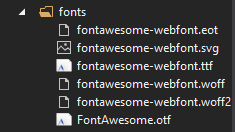 fonts
fontawesome-webfont.eot
fontawesome-webfont.svg
fontawesome-webfont.ttf
fontawesome-webfont.woff
fontawesome-webfont.woff2
FontAwesome.otf